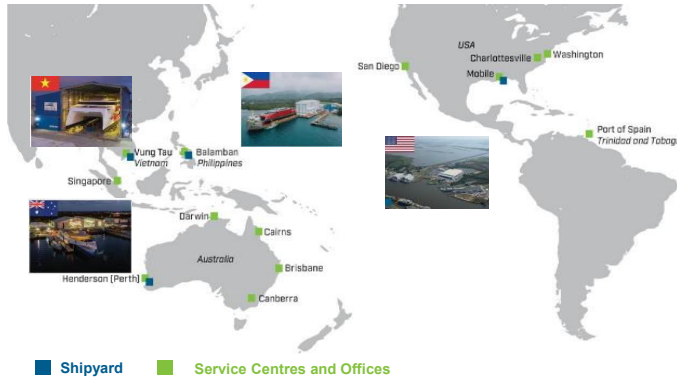 USA
Charlottesville
Washington
San Diego
Mobile
Port of Spain
Trinidad and Tobago
Vung Tau
Vietnam
Balamban
Philippines
Singapore
Darwin
Cairns
Australia
Brisbane
Henderson (Perth)
Canberra
Shipyard
Service Centres and Offices